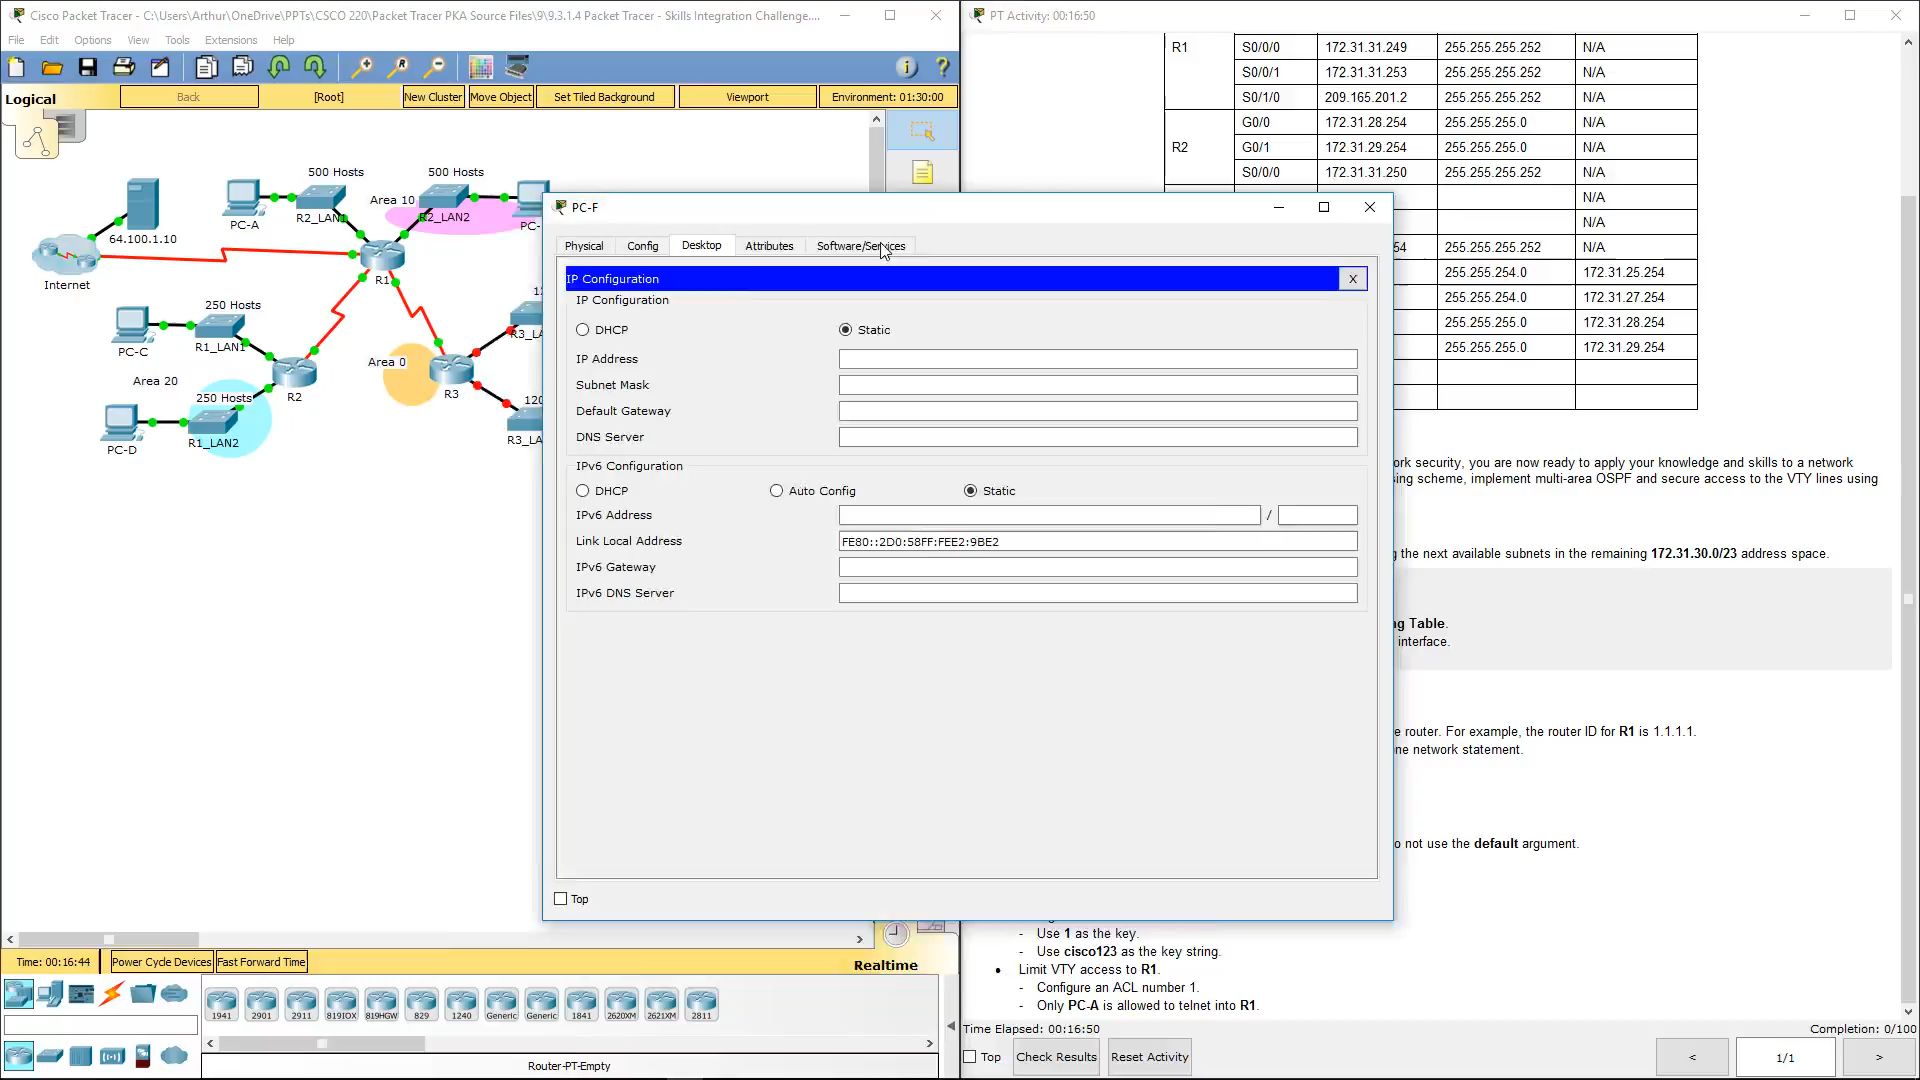 Cisco Packet Tracer - C:\Users\Arthur\OneDrive\PPTs\CSCO 220\Packet Tracer PKA Source Files\9\9.3.1.4 Packet Tracer - Skills Integration Challenge....
File Edit Options View Tools Extensions Help
Logical
Back
[Root]
New Cluster
Move Object
Set Tiled Background
Viewport
Environment: 01:30:00
500 Hosts
500 Hosts
Area 10
PC-A
R2_LAN1
R2_LAN2
PC-
64.100.1.10
Internet
R1
250 Hosts
PC-C
R1_LAN1
R3_LA
Area 0
Area 20
R2
R3
250 Hosts
120
PC-D
R1_LAN2
R3_LA
PC-F
Physical
Config
Desktop
Attributes
Software/Services
IP Configuration
X
IP Configuration
DHCP
Static
IP Address
Subnet Mask
Default Gateway
DNS Server
IPv6 Configuration
DHCP
Auto Config
Static
IPv6 Address
/
Link Local Address
FE80::2D0:58FF:FEE2:9BE2
IPv6 Gateway
IPv6 DNS Server
Top
Time: 00:16:44
Power Cycle Devices
Fast Forward Time
Realtime
1941
2901
2911
819IOX
819HGW
829
1240
Generic
Generic
1841
2620XM
2621XM
2811
Router-PT-Empty
PT Activity: 00:16:50
R1 S0/0/0 172.31.31.249 255.255.255.252 N/A
S0/0/1 172.31.31.253 255.255.255.252 N/A
S0/1/0 209.165.201.2 255.255.255.252 N/A
R2 G0/0 172.31.28.254 255.255.255.0 N/A
G0/1 172.31.29.254 255.255.255.0 N/A
S0/0/0 172.31.31.250 255.255.255.252 N/A
N/A
N/A
54 255.255.255.252 N/A
255.255.254.0 172.31.25.254
255.255.254.0 172.31.27.254
255.255.255.0 172.31.28.254
255.255.255.0 172.31.29.254
ork security, you are now ready to apply your knowledge and skills to a network
sing scheme, implement multi-area OSPF and secure access to the VTY lines using
g the next available subnets in the remaining 172.31.30.0/23 address space.
ng Table.
interface.
e router. For example, the router ID for R1 is 1.1.1.1.
ne network statement.
o not use the default argument.
- Use 1 as the key.
- Use cisco123 as the key string.
• Limit VTY access to R1.
- Configure an ACL number 1.
- Only PC-A is allowed to telnet into R1.
Time Elapsed: 00:16:50
Completion: 0/100
Top
Check Results
Reset Activity
<
1/1
>